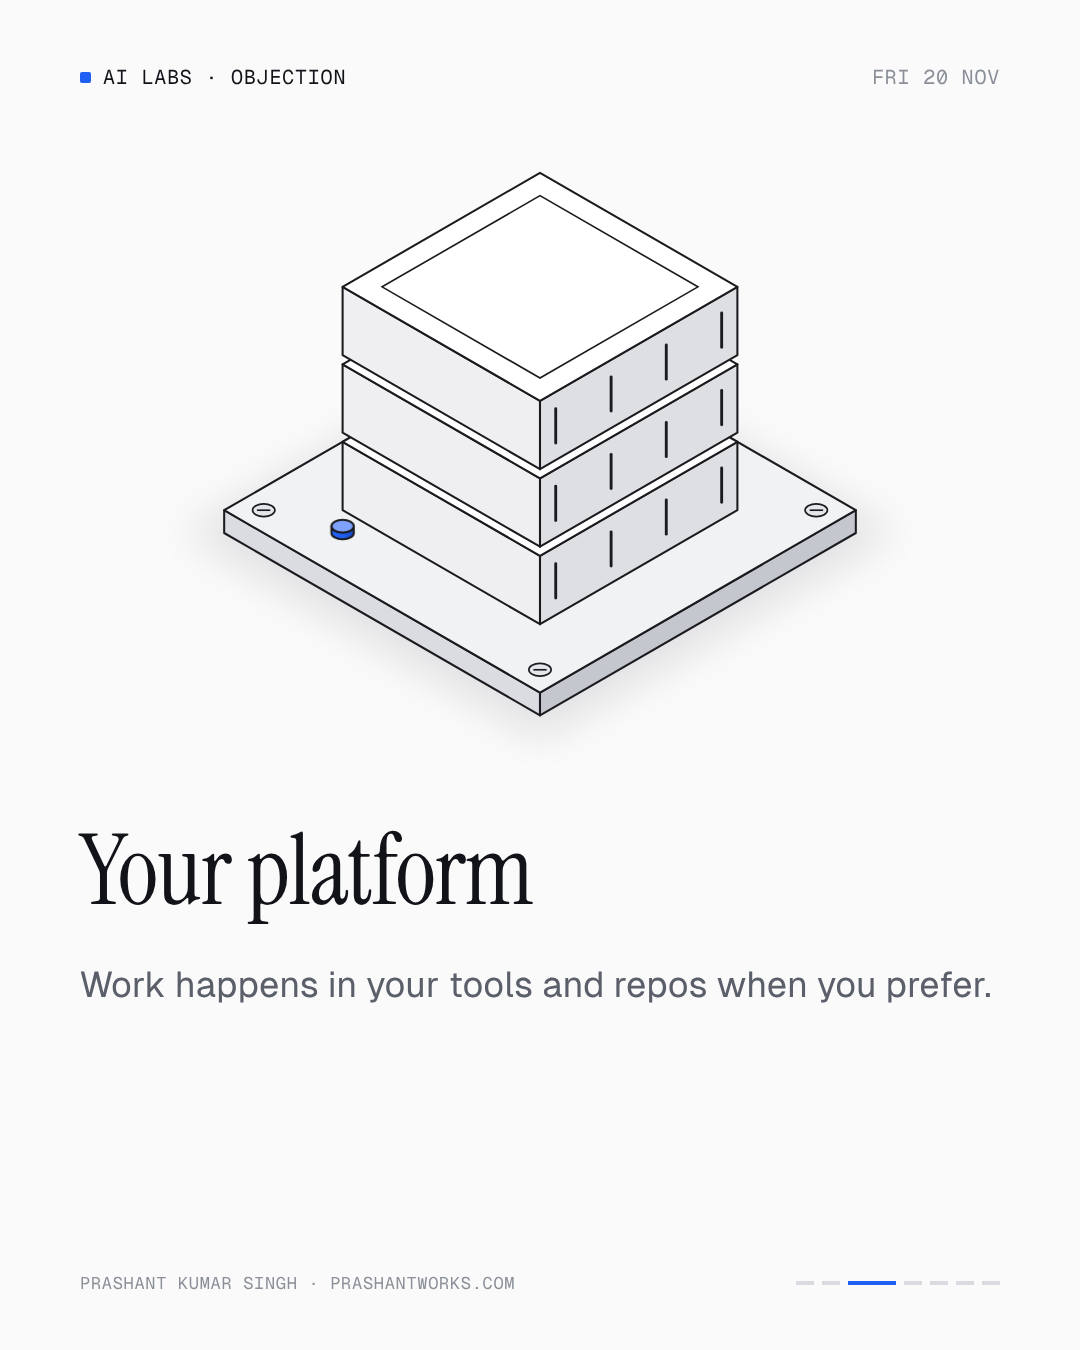 AI LABS · OBJECTION
FRI 20 NOV
Your platform
Work happens in your tools and repos when you prefer.
PRASHANT KUMAR SINGH · PRASHANTWORKS.COM